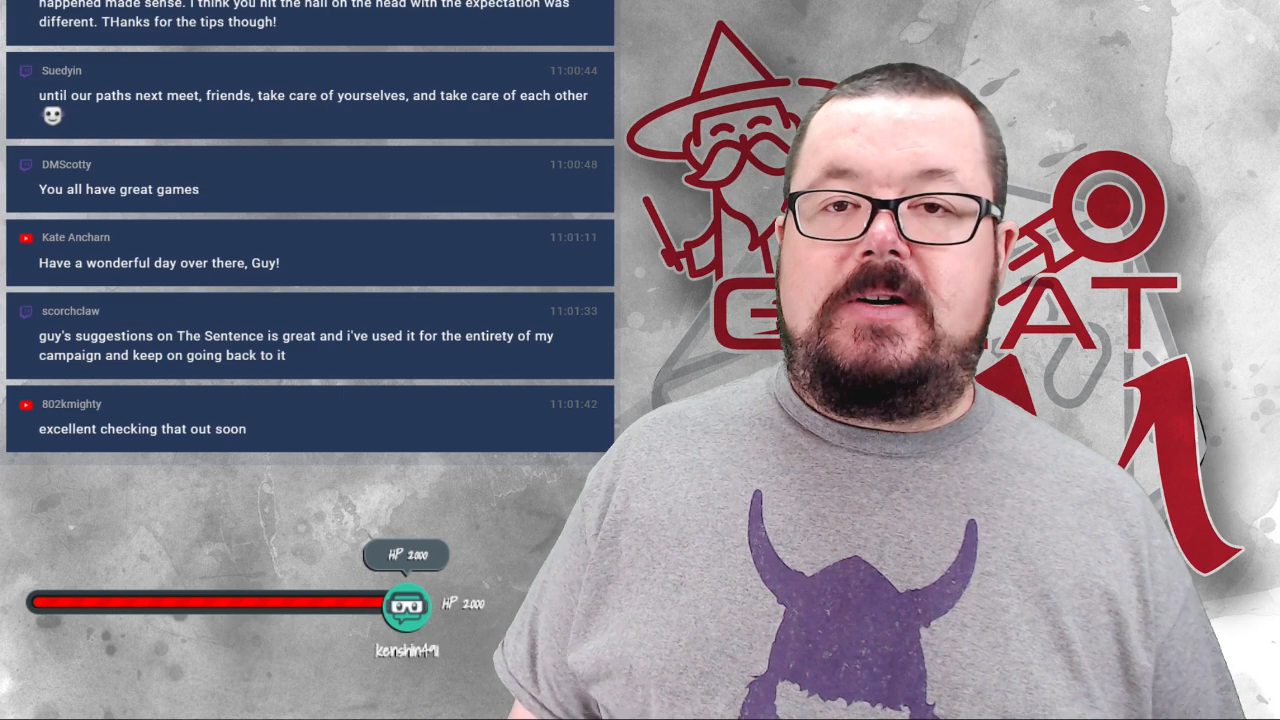 happened made sense. I think you hit the nail on the head with the expectation was
different. THanks for the tips though!
Suedyin 11:00:44
until our paths next meet, friends, take care of yourselves, and take care of each other
DMScotty 11:00:48
You all have great games
Kate Ancharn 11:01:11
Have a wonderful day over there, Guy!
scorchclaw 11:01:33
guy's suggestions on The Sentence is great and i've used it for the entirety of my
campaign and keep on going back to it
802kmighty 11:01:42
excellent checking that out soon
HP 2000
HP 2000
G EAT